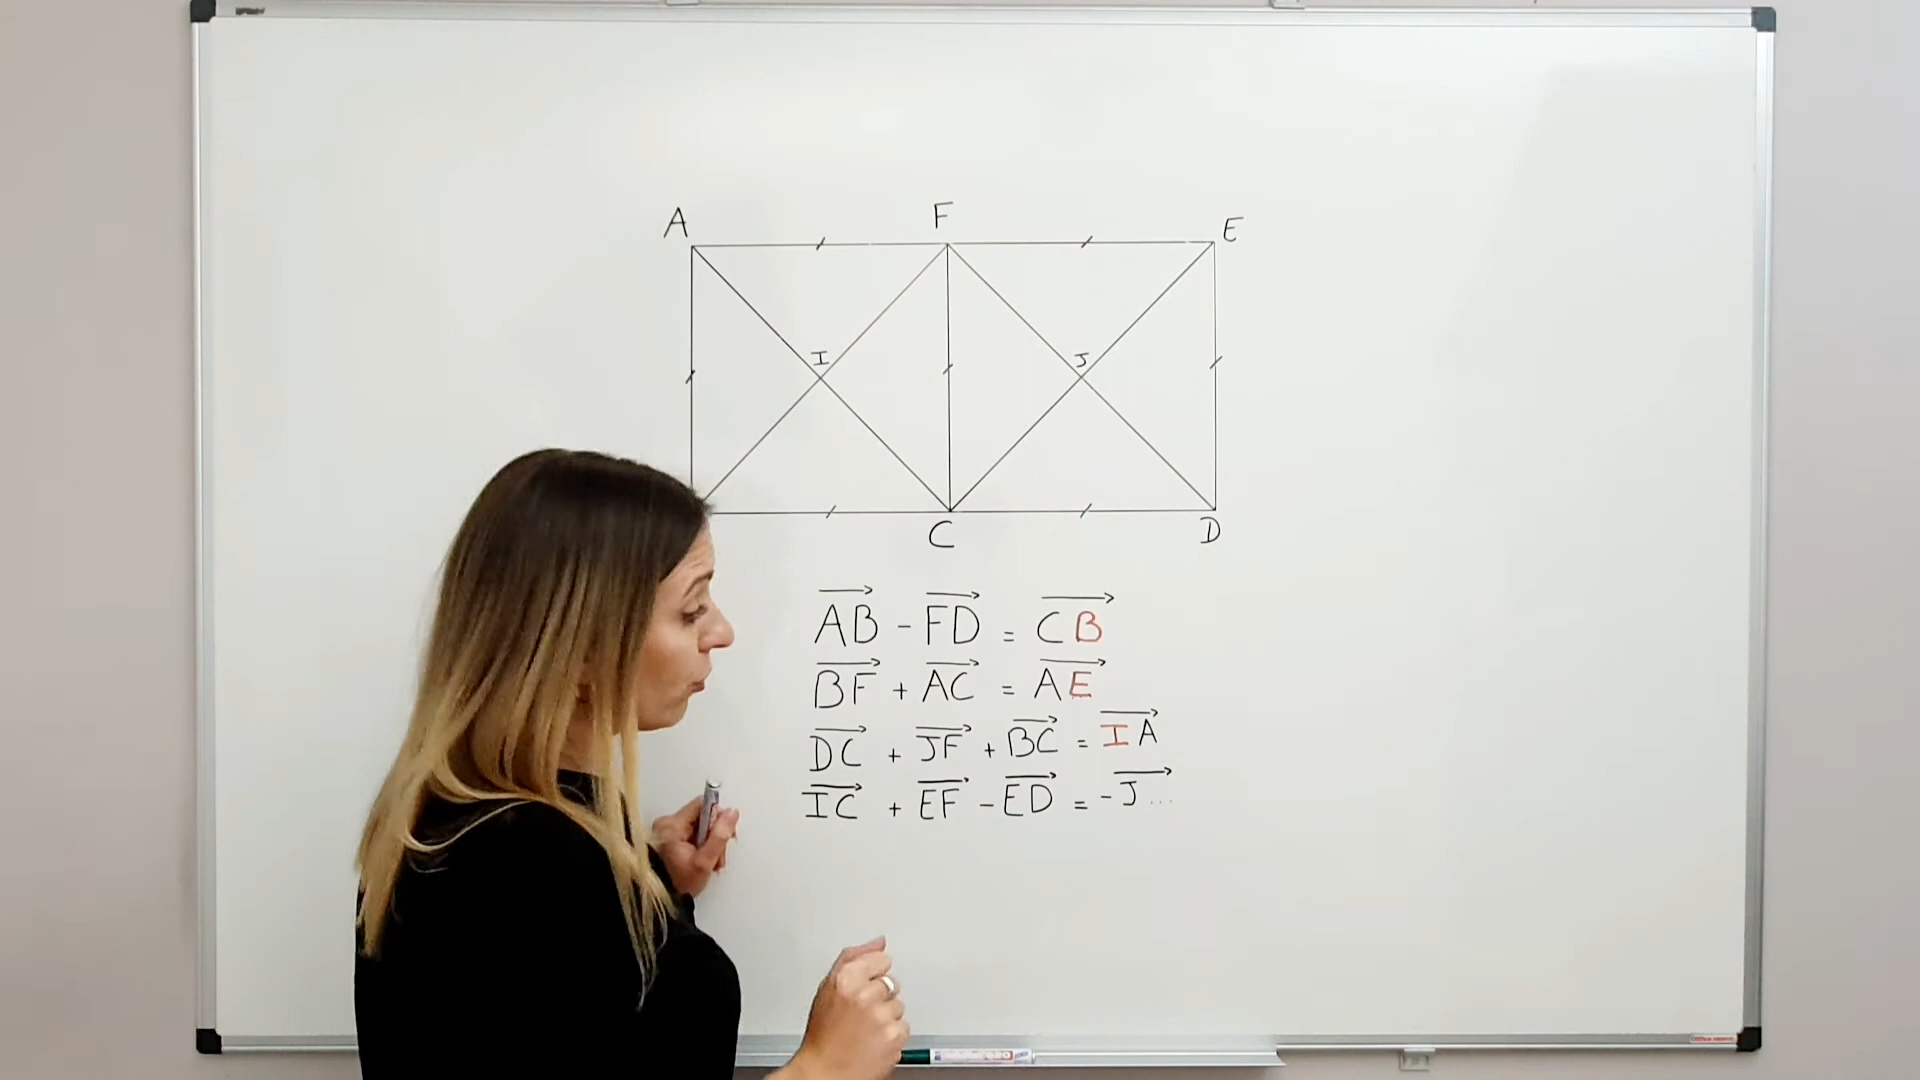 A F E
I J
C D
AB - FD = CB
BF + AC = AE
DC + JF + BC = IA
IC + EF - ED = -J...